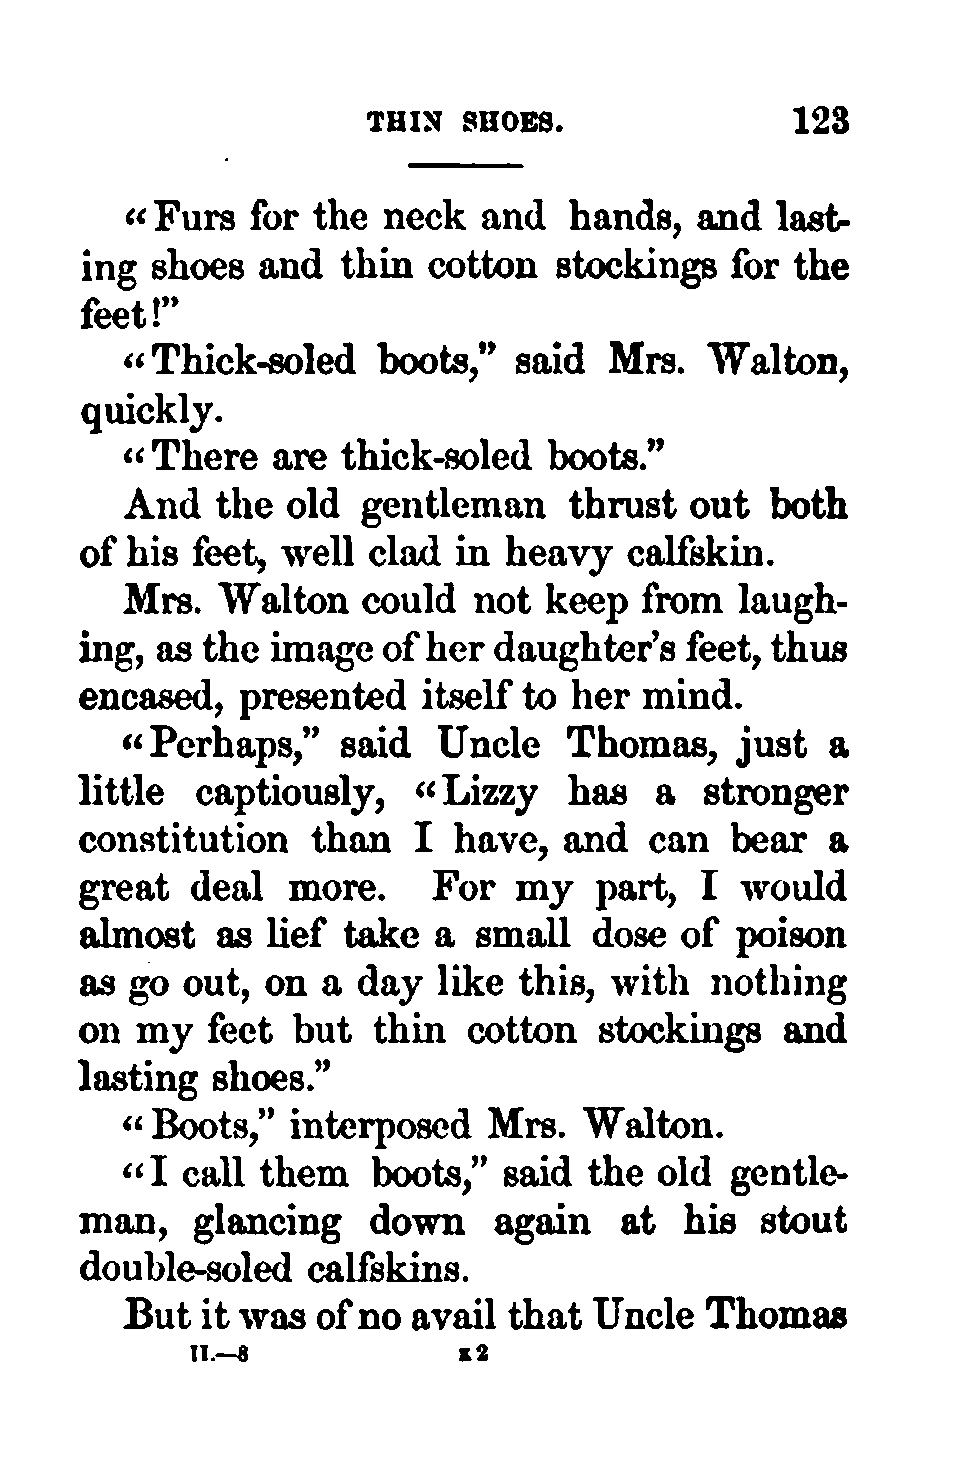 THIN SHOES. 123
“Furs for the neck and hands, and last-
ing shoes and thin cotton stockings for the
feet!”
“Thick-soled boots,” said Mrs. Walton,
quickly.
“There are thick-soled boots.”
And the old gentleman thrust out both
of his feet, well clad in heavy calfskin.
Mrs. Walton could not keep from laugh-
ing, as the image of her daughter’s feet, thus
encased, presented itself to her mind.
“Perhaps,” said Uncle Thomas, just a
little captiously, “Lizzy has a stronger
constitution than I have, and can bear a
great deal more. For my part, I would
almost as lief take a small dose of poison
as go out, on a day like this, with nothing
on my feet but thin cotton stockings and
lasting shoes.”
“Boots,” interposed Mrs. Walton.
“I call them boots,” said the old gentle-
man, glancing down again at his stout
double-soled calfskins.
But it was of no avail that Uncle Thomas
II.—8 K2